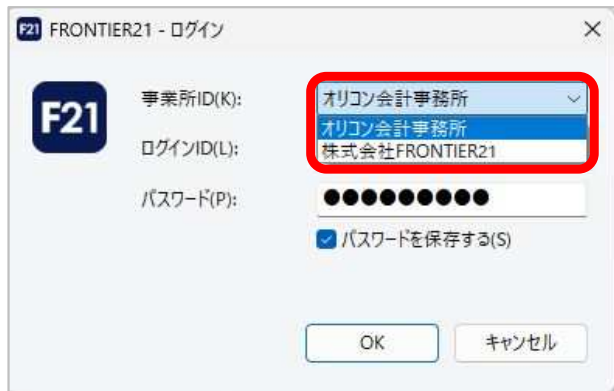 F21 FRONTIER21 - ログイン
F21
事業所ID(K):
オリコン会計事務所
オリコン会計事務所
株式会社FRONTIER21
ログインID(L):
パスワード(P):
●●●●●●●●●
パスワードを保存する(S)
OK
キャンセル